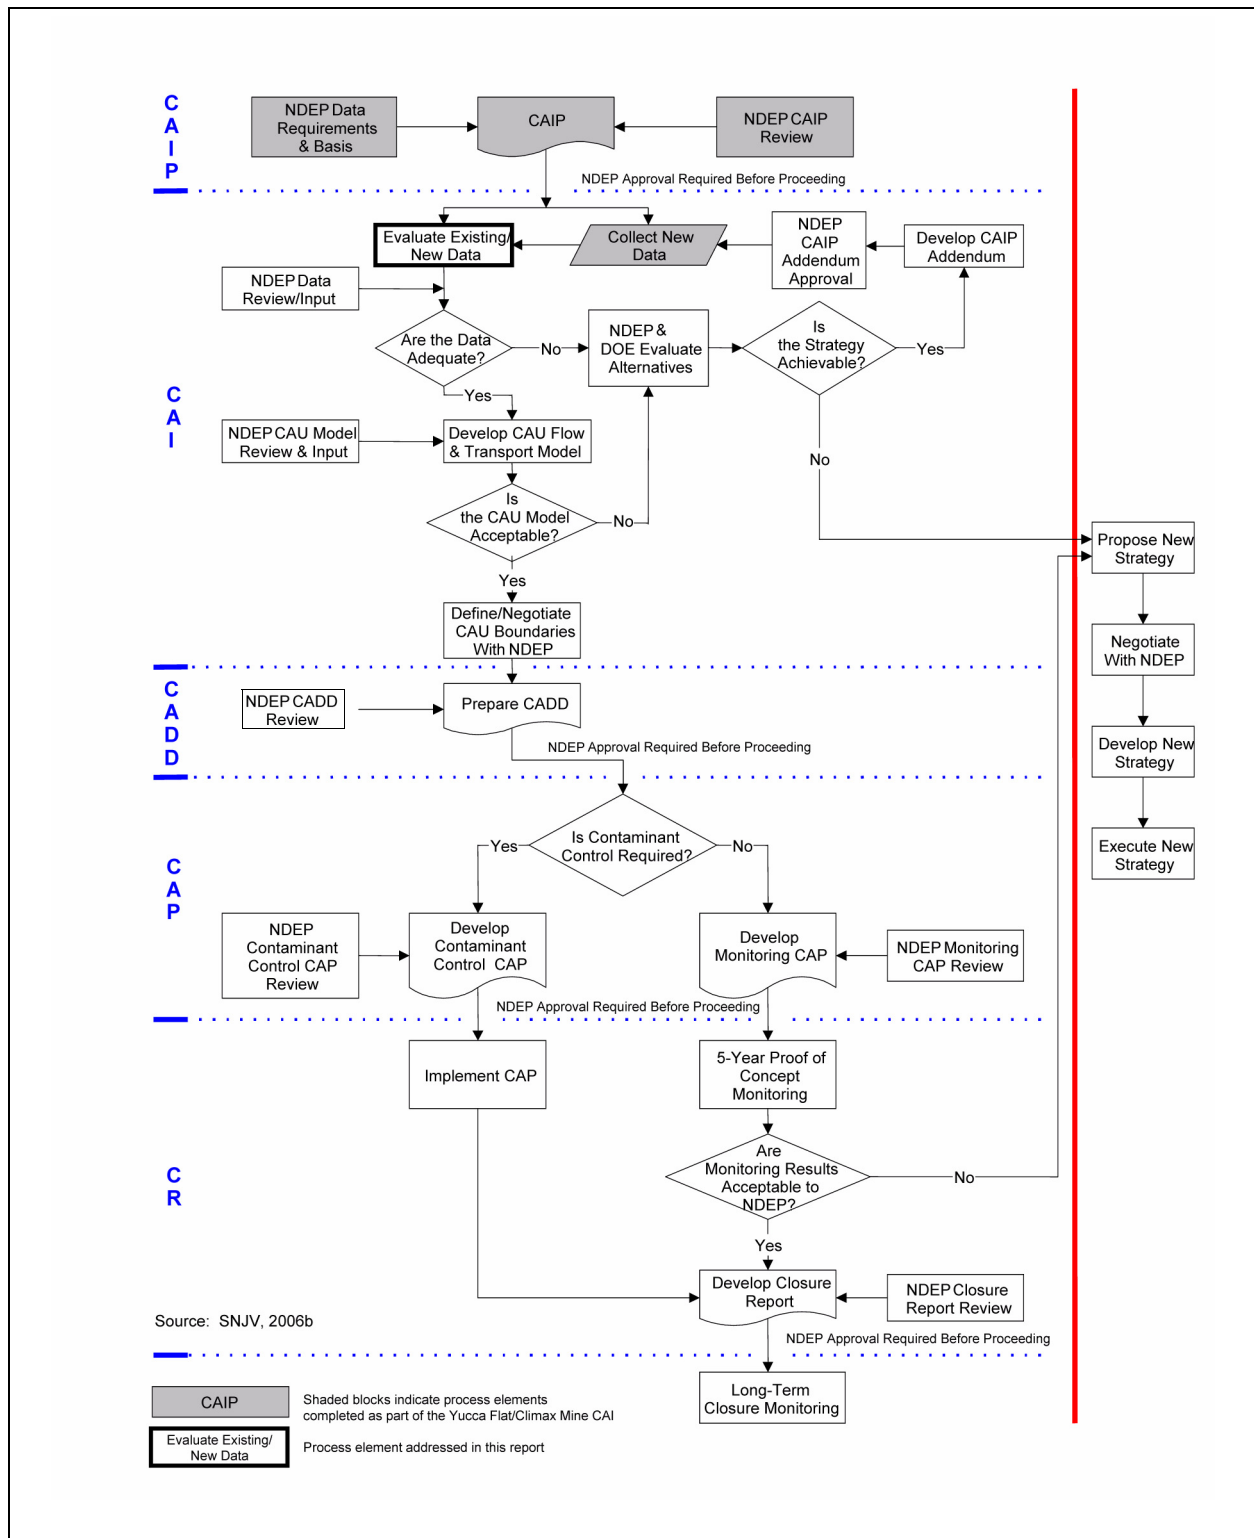 C
A
I
P
NDEP Data
Requirements
& Basis
CAIP
NDEP CAIP
Review
NDEP Approval Required Before Proceeding
C
A
I
Evaluate Existing/
New Data
Collect New
Data
NDEP
CAIP
Addendum
Approval
Develop CAIP
Addendum
NDEP Data
Review/Input
Are the Data
Adequate?
No
NDEP &
DOE Evaluate
Alternatives
Is
the Strategy
Achievable?
Yes
Yes
NDEP CAU Model
Review & Input
Develop CAU Flow
& Transport Model
No
Is
the CAU Model
Acceptable?
No
Yes
Define/Negotiate
CAU Boundaries
With NDEP
Propose New
Strategy
Negotiate
With NDEP
Develop New
Strategy
Execute New
Strategy
C
A
D
D
NDEP CADD
Review
Prepare CADD
NDEP Approval Required Before Proceeding
C
A
P
Is Contaminant
Control Required?
Yes
No
NDEP
Contaminant
Control CAP
Review
Develop
Contaminant
Control CAP
Develop
Monitoring CAP
NDEP Monitoring
CAP Review
NDEP Approval Required Before Proceeding
C
R
Implement CAP
5-Year Proof of
Concept
Monitoring
Are
Monitoring Results
Acceptable to
NDEP?
No
Yes
Develop Closure
Report
NDEP Closure
Report Review
Source: SNJV, 2006b
NDEP Approval Required Before Proceeding
Long-Term
Closure Monitoring
CAIP
Shaded blocks indicate process elements
completed as part of the Yucca Flat/Climax Mine CAI
Evaluate Existing/
New Data
Process element addressed in this report